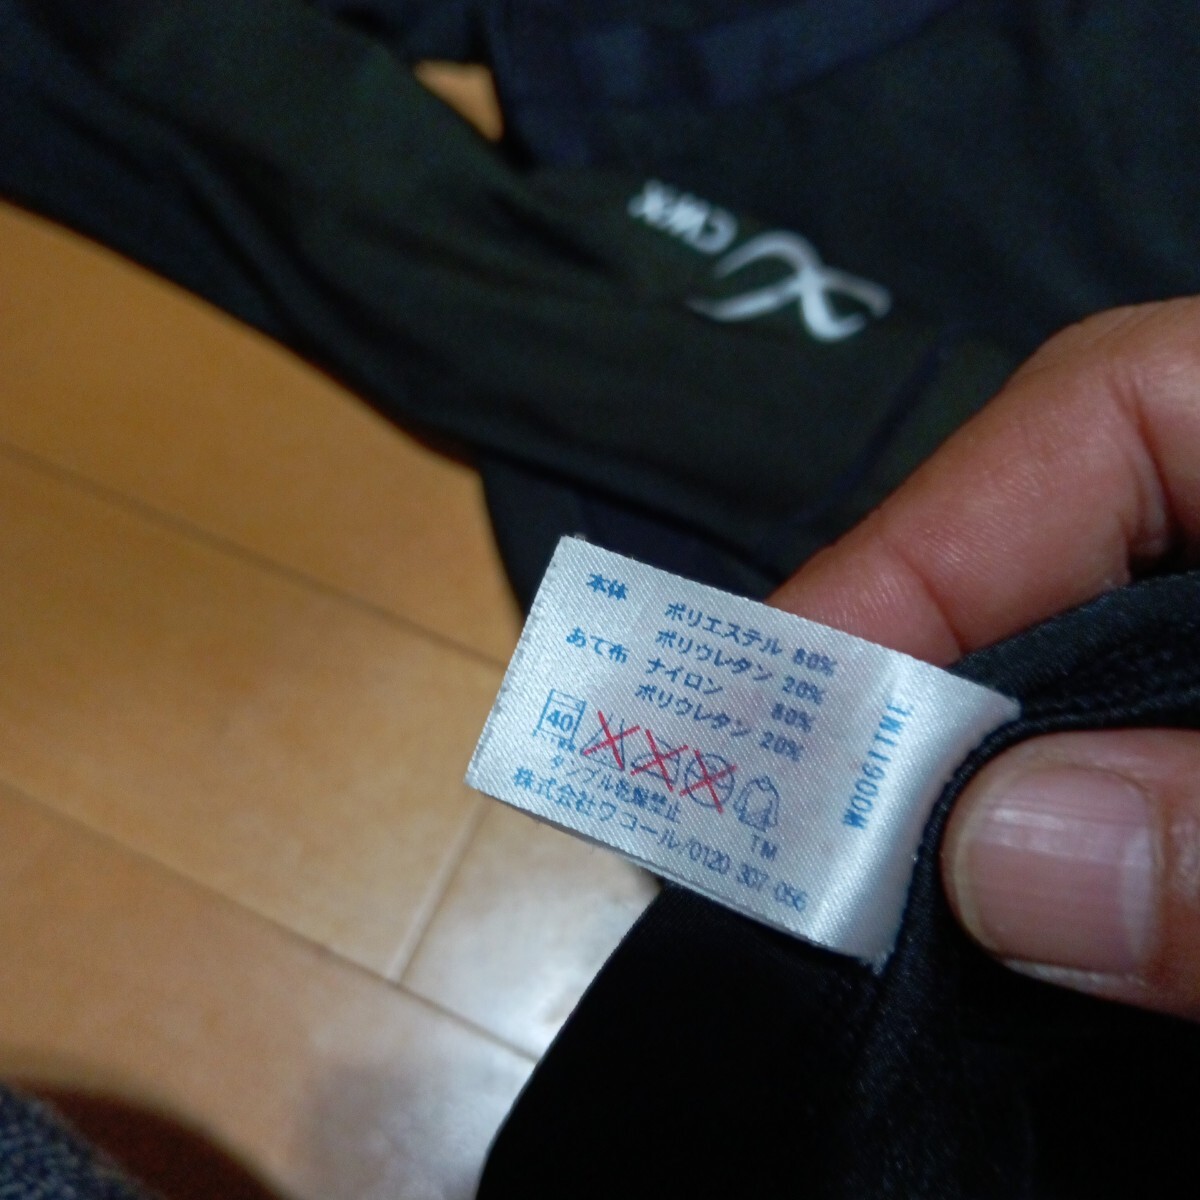 CW-X
本体 ポリエステル 80%
ポリウレタン 20%
あて布 ナイロン 80%
ポリウレタン 20%
40
タンブル乾燥禁止
TM
株式会社ワコール/0120 307 056